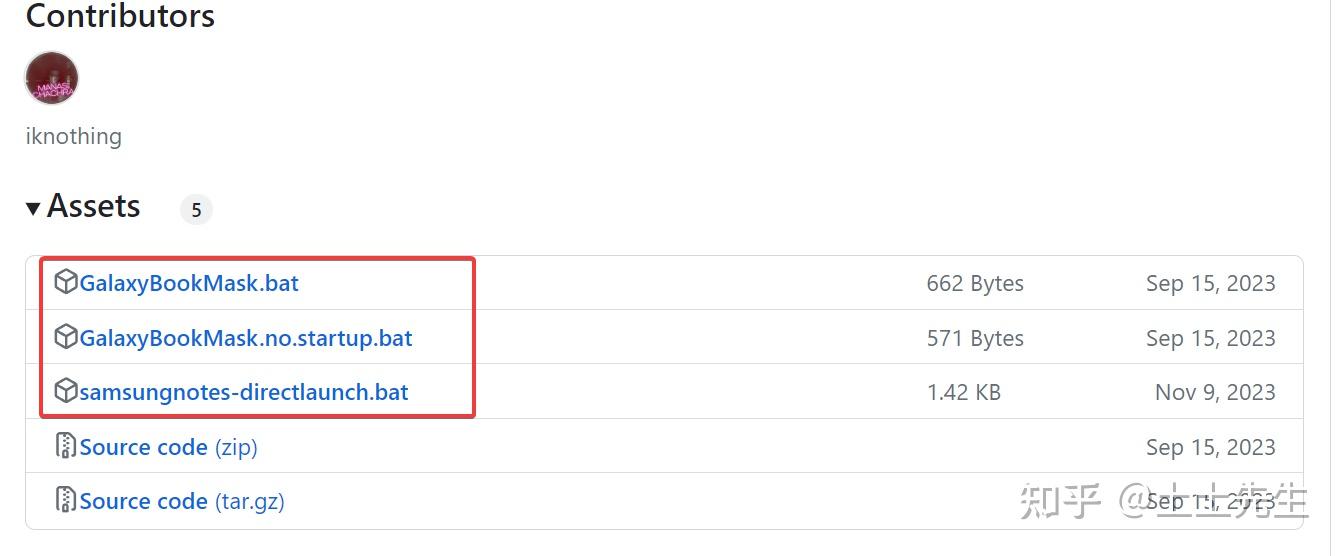 Contributors
MANASI
CHACHRA
iknothing
Assets 5
GalaxyBookMask.bat 662 Bytes Sep 15, 2023
GalaxyBookMask.no.startup.bat 571 Bytes Sep 15, 2023
samsungnotes-directlaunch.bat 1.42 KB Nov 9, 2023
Source code (zip) Sep 15, 2023
Source code (tar.gz) Sep 15, 2023
知乎 @土土先生